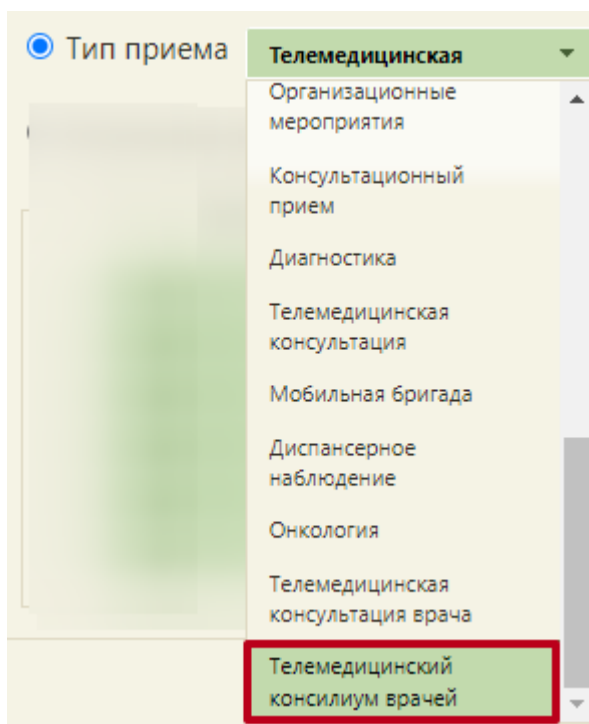 Тип приема
Телемедицинская
Организационные
мероприятия
Консультационный
прием
Диагностика
Телемедицинская
консультация
Мобильная бригада
Диспансерное
наблюдение
Онкология
Телемедицинская
консультация врача
Телемедицинский
консилиум врачей